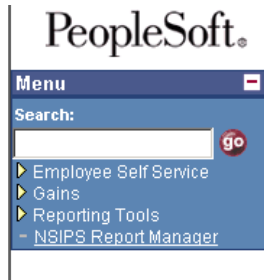 PeopleSoft®
Menu
Search:
go
Employee Self Service
Gains
Reporting Tools
NSIPS Report Manager